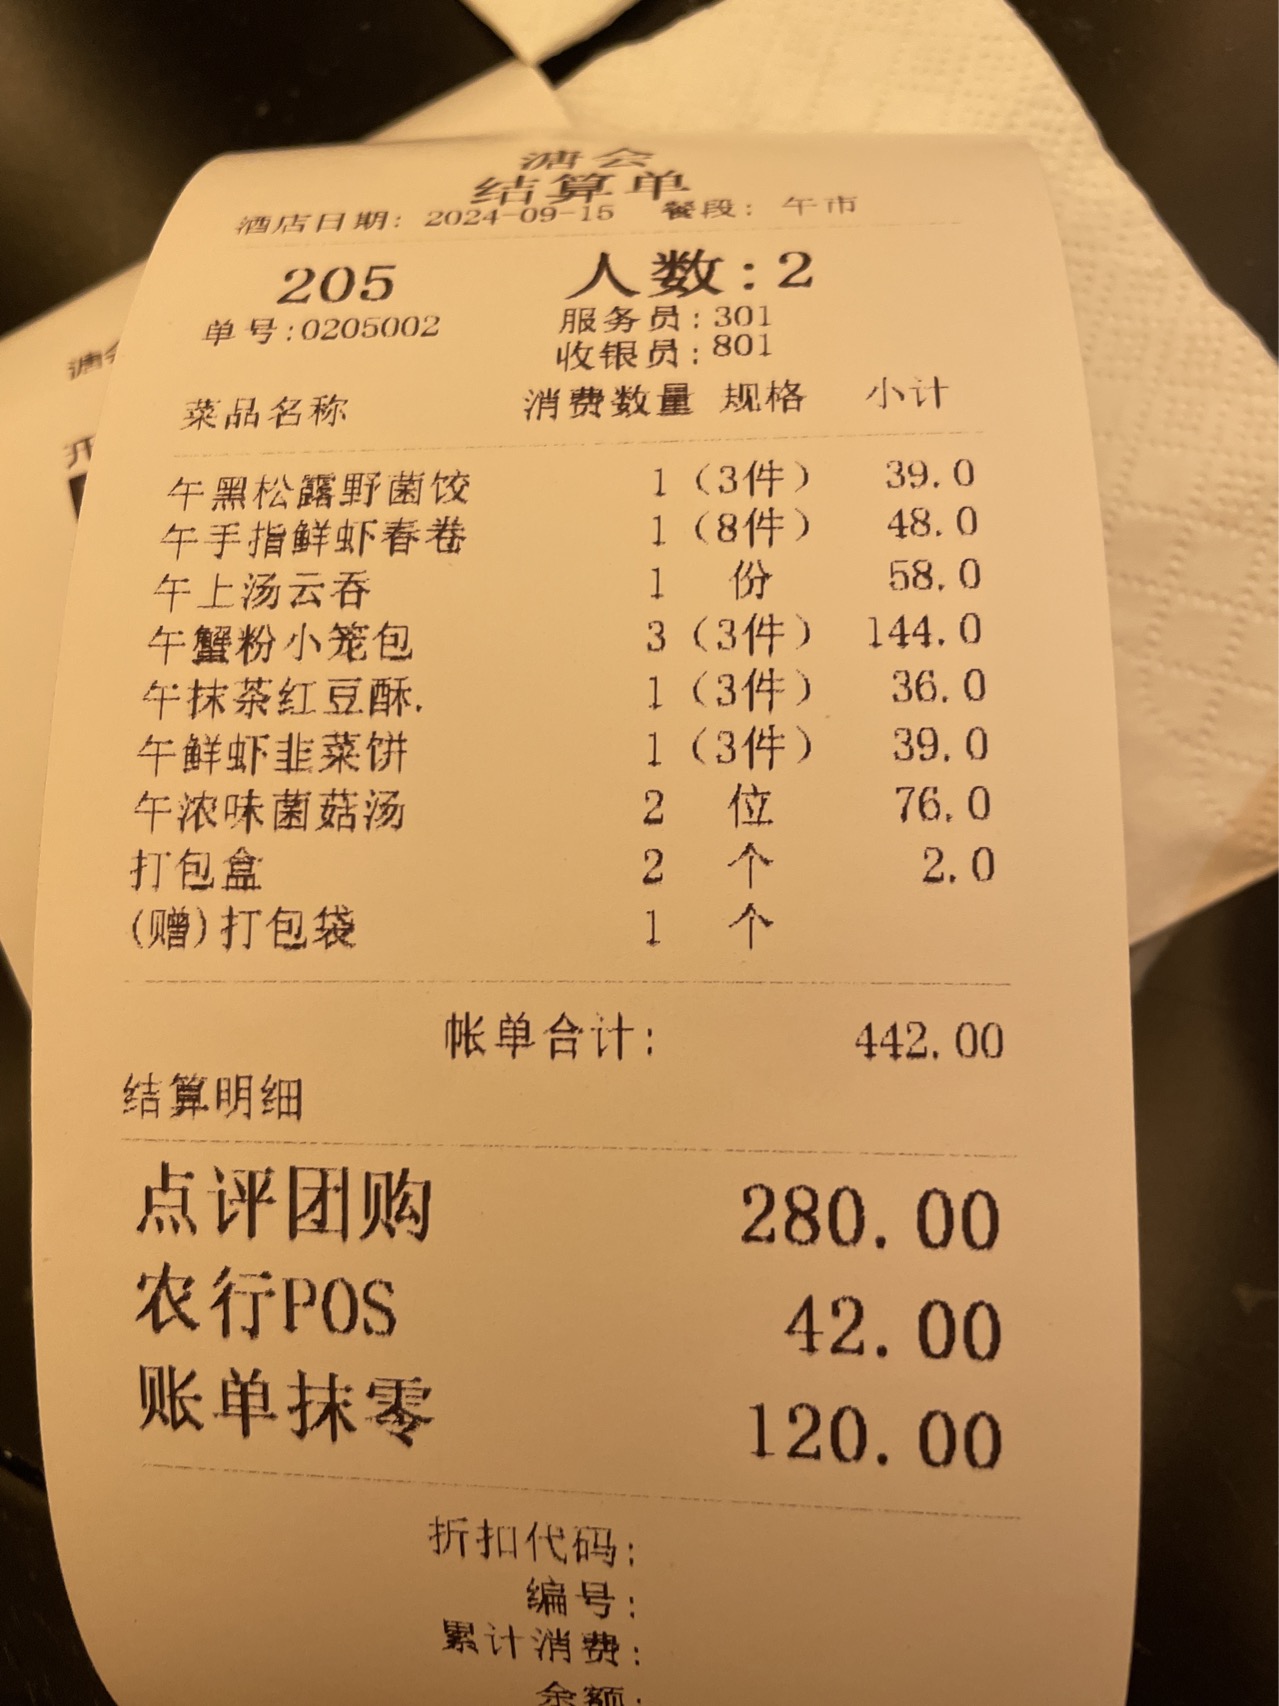 溏会
结算单
酒店日期: 2024-09-15 餐段: 午市
205 人数:2
单号:0205002 服务员:301
收银员:801
菜品名称 消费数量 规格 小计
午黑松露野菌饺 1 (3件) 39.0
午手指鲜虾春卷 1 (8件) 48.0
午上汤云吞 1 份 58.0
午蟹粉小笼包 3 (3件) 144.0
午抹茶红豆酥. 1 (3件) 36.0
午鲜虾韭菜饼 1 (3件) 39.0
午浓味菌菇汤 2 位 76.0
打包盒 2 个 2.0
(赠)打包袋 1 个
帐单合计: 442.00
结算明细
点评团购 280.00
农行POS 42.00
账单抹零 120.00
折扣代码:
编号:
累计消费:
余额: